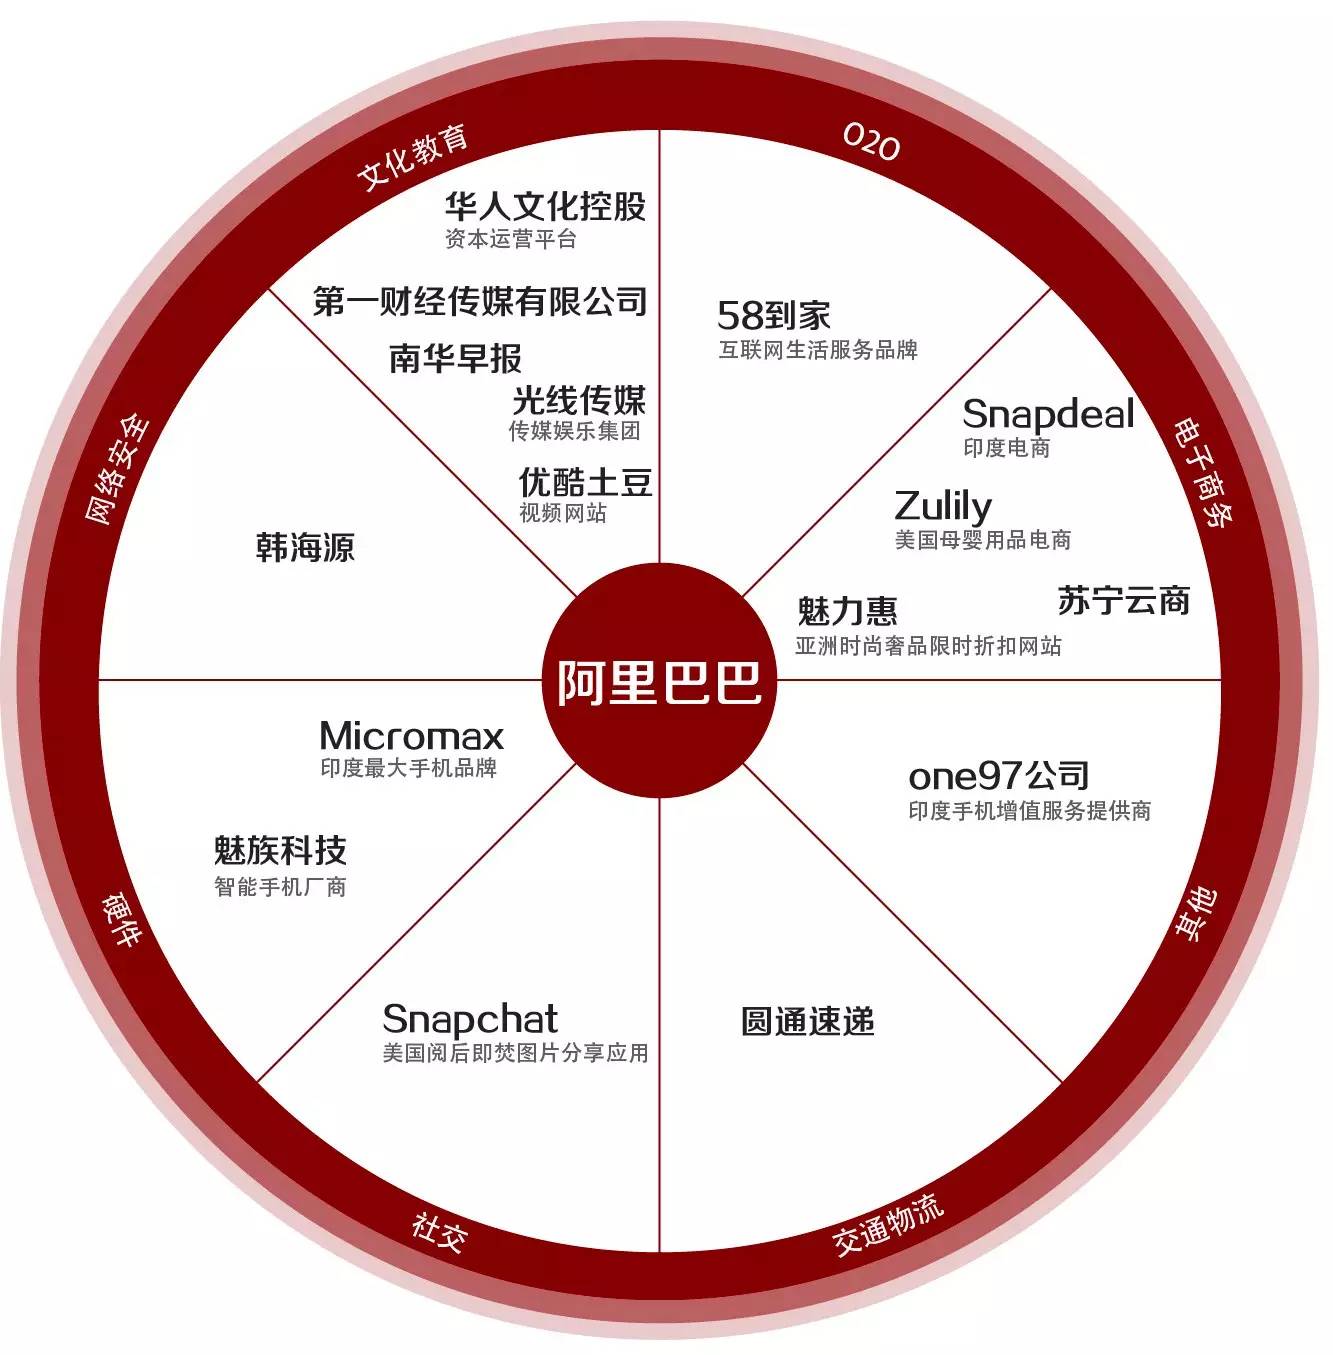 阿里巴巴
O2O
58到家
互联网生活服务品牌
电子商务
Snapdeal
印度电商
Zulily
美国母婴用品电商
魅力惠
亚洲时尚奢品限时折扣网站
苏宁云商
其他
one97公司
印度手机增值服务提供商
交通物流
圆通速递
社交
Snapchat
美国阅后即焚图片分享应用
硬件
Micromax
印度最大手机品牌
魅族科技
智能手机厂商
网络安全
韩海源
文化教育
华人文化控股
资本运营平台
第一财经传媒有限公司
南华早报
光线传媒
传媒娱乐集团
优酷土豆
视频网站